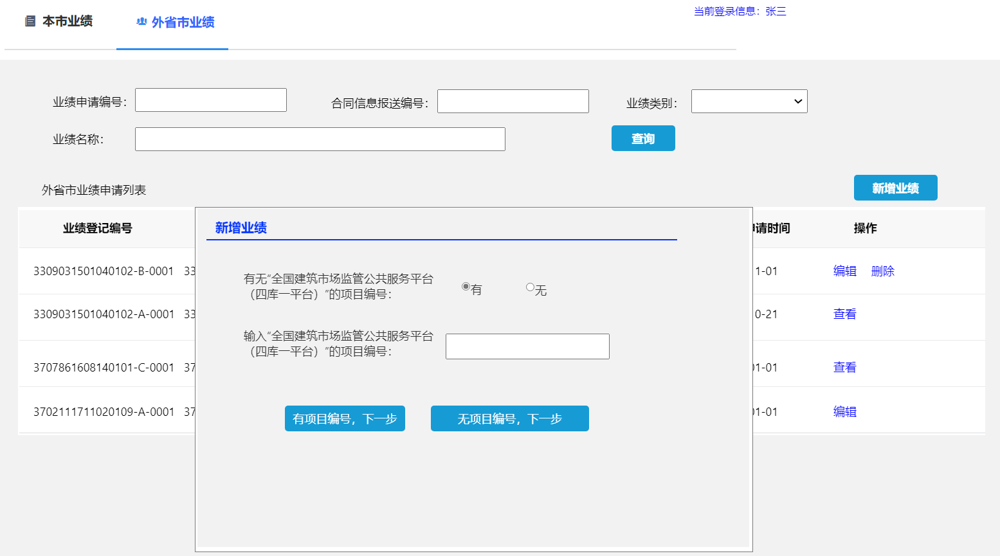 本市业绩
外省市业绩
当前登录信息：张三
业绩申请编号：
合同信息报送编号：
业绩类别：
业绩名称：
查询
外省市业绩申请列表
新增业绩
业绩登记编号
请时间
操作
3309031501040102-B-0001 33
1-01
编辑 删除
3309031501040102-A-0001 33
0-21
查看
3707861608140101-C-0001 37
01-01
查看
3702111711020109-A-0001 37
01-01
编辑
新增业绩
有无“全国建筑市场监管公共服务平台
（四库一平台）”的项目编号：
有
无
输入“全国建筑市场监管公共服务平台
（四库一平台）”的项目编号：
有项目编号，下一步
无项目编号，下一步